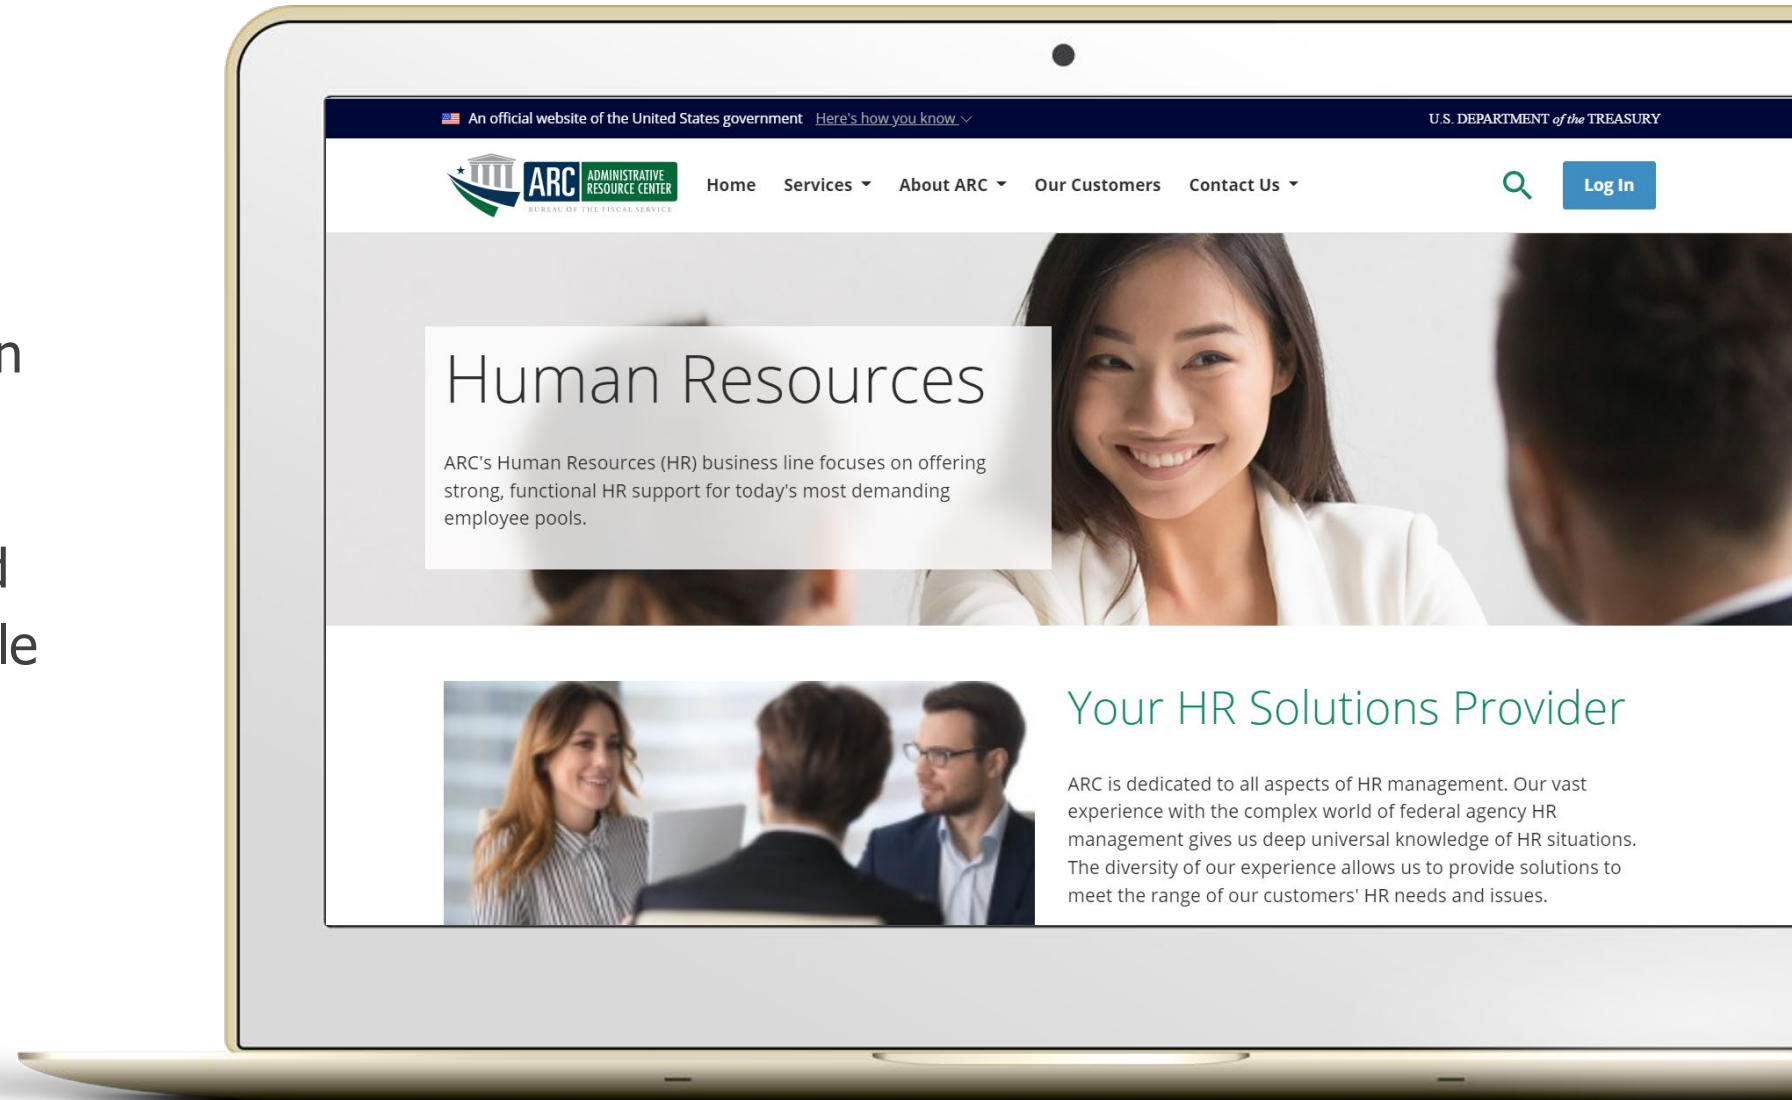 An official website of the United States government Here's how you know
U.S. DEPARTMENT of the TREASURY
ARC ADMINISTRATIVE
RESOURCE CENTER
BUREAU OF THE FISCAL SERVICE
Home Services About ARC Our Customers Contact Us
Log In
n
Human Resources
ARC's Human Resources (HR) business line focuses on offering
strong, functional HR support for today's most demanding
employee pools.
d
le
Your HR Solutions Provider
ARC is dedicated to all aspects of HR management. Our vast
experience with the complex world of federal agency HR
management gives us deep universal knowledge of HR situations.
The diversity of our experience allows us to provide solutions to
meet the range of our customers' HR needs and issues.